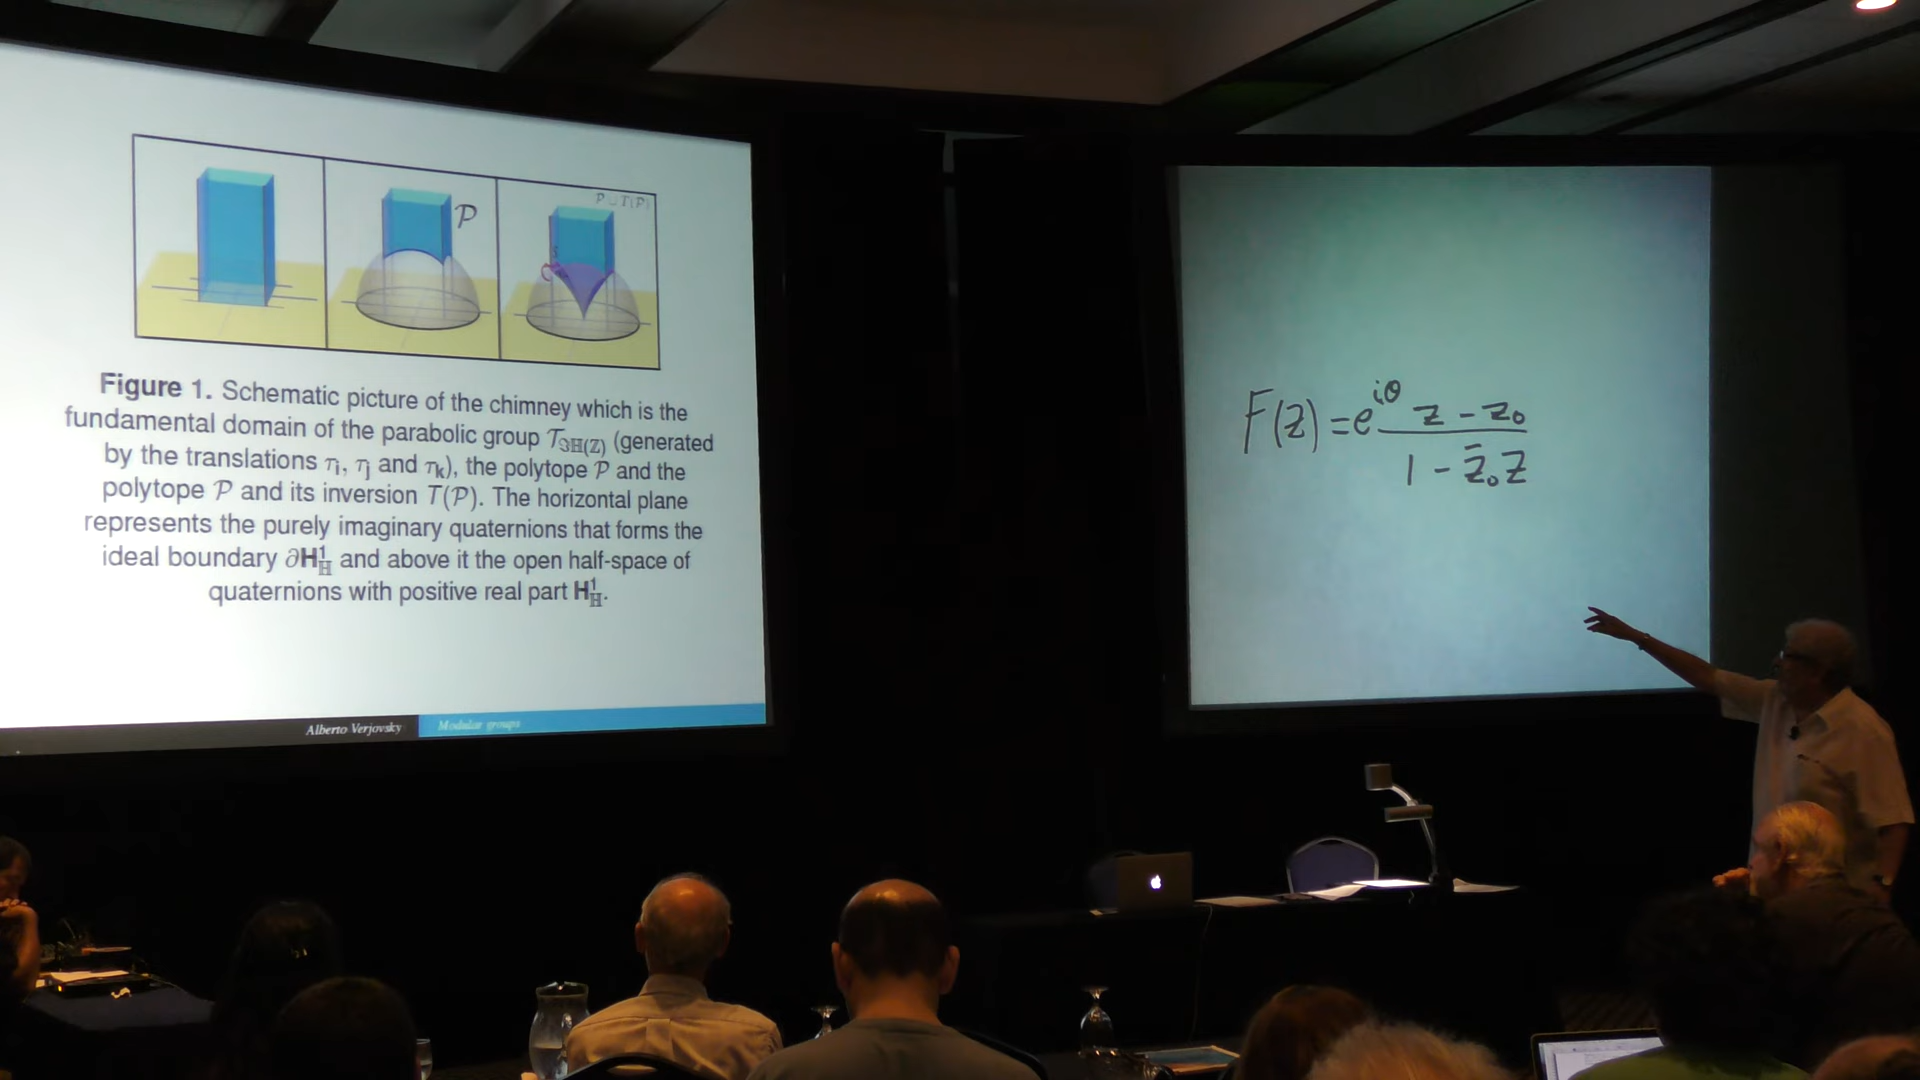 P
P ∪ T(P)
Figure 1. Schematic picture of the chimney which is the
fundamental domain of the parabolic group 𝒯ℑℍ(ℤ) (generated
by the translations τi, τj and τk), the polytope P and the
polytope P and its inversion T(P). The horizontal plane
represents the purely imaginary quaternions that forms the
ideal boundary ∂H¹ℍ and above it the open half-space of
quaternions with positive real part H¹ℍ.
Alberto Verjovsky
Modular groups
F(z) = e^{iθ} (z - z₀) / (1 - z̄₀z)